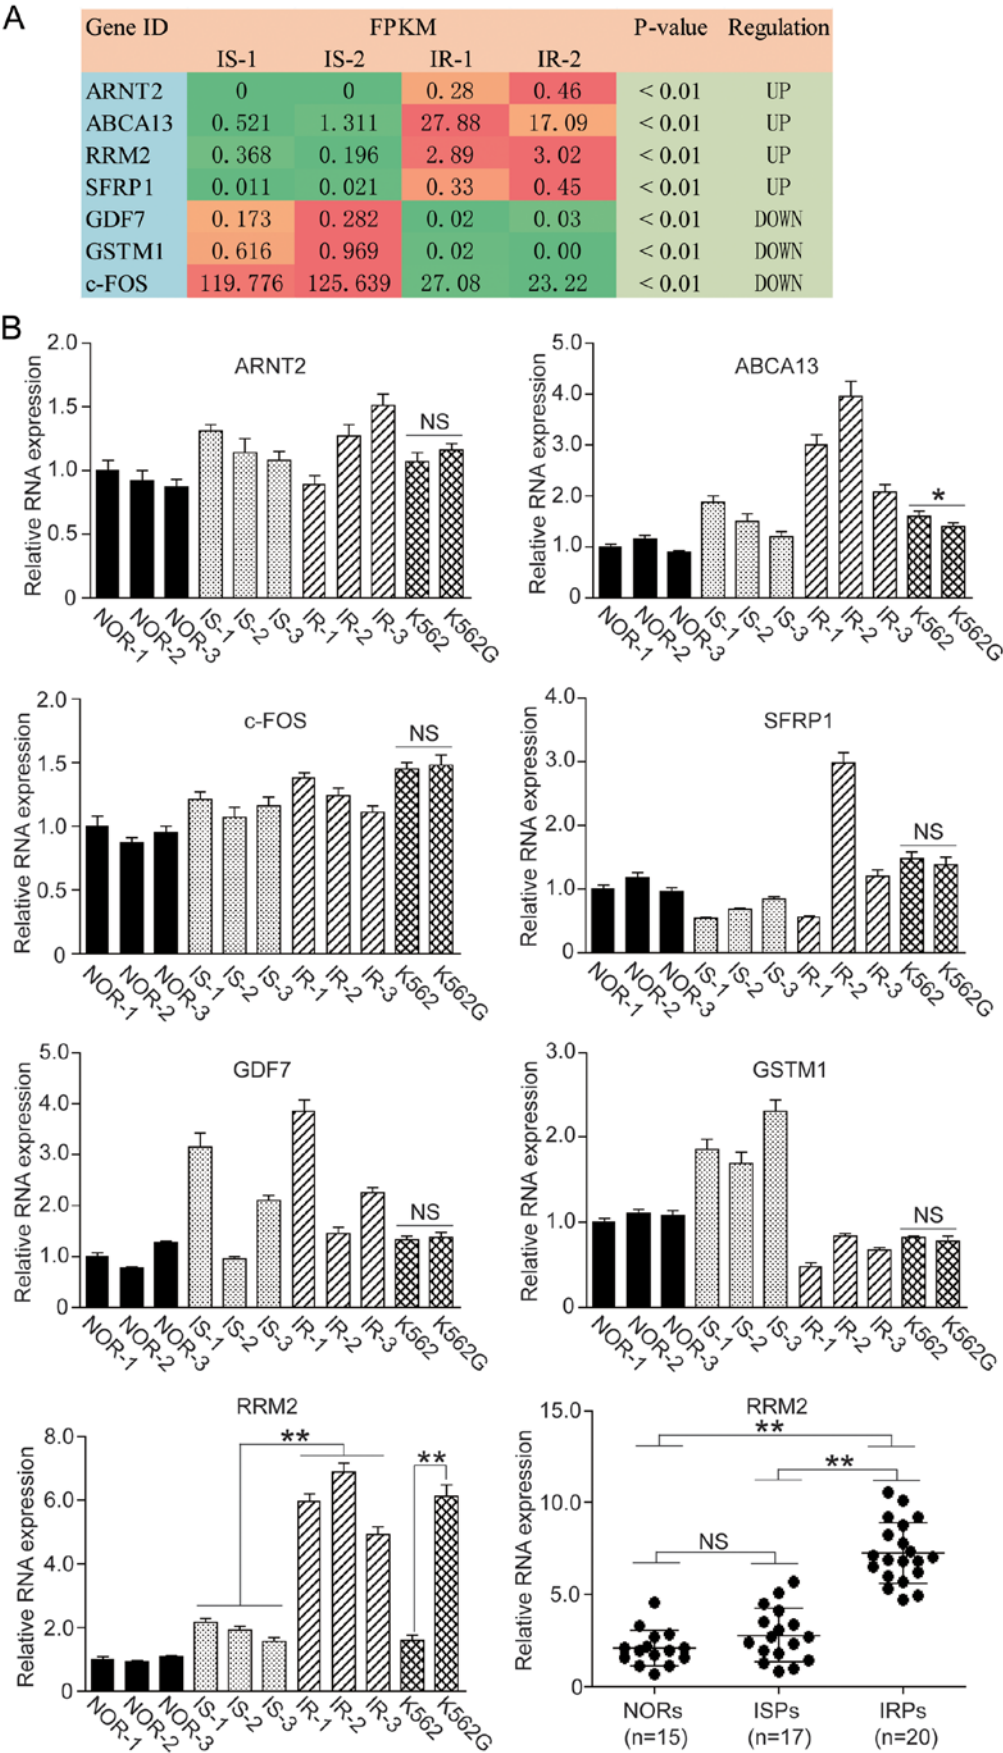 A
Gene ID FPKM P-value Regulation
IS-1 IS-2 IR-1 IR-2
ARNT2 0 0 0.28 0.46 < 0.01 UP
ABCA13 0.521 1.311 27.88 17.09 < 0.01 UP
RRM2 0.368 0.196 2.89 3.02 < 0.01 UP
SFRP1 0.011 0.021 0.33 0.45 < 0.01 UP
GDF7 0.173 0.282 0.02 0.03 < 0.01 DOWN
GSTM1 0.616 0.969 0.02 0.00 < 0.01 DOWN
c-FOS 119.776 125.639 27.08 23.22 < 0.01 DOWN
B
ARNT2
Relative RNA expression
2.0
1.5
1.0
0.5
0
NS
NOR-1 NOR-2 NOR-3 IS-1 IS-2 IS-3 IR-1 IR-2 IR-3 K562 K562G
ABCA13
Relative RNA expression
5.0
4.0
3.0
2.0
1.0
0
*
NOR-1 NOR-2 NOR-3 IS-1 IS-2 IS-3 IR-1 IR-2 IR-3 K562 K562G
c-FOS
Relative RNA expression
2.0
1.5
1.0
0.5
0
NS
NOR-1 NOR-2 NOR-3 IS-1 IS-2 IS-3 IR-1 IR-2 IR-3 K562 K562G
SFRP1
Relative RNA expression
4.0
3.0
2.0
1.0
0
NS
NOR-1 NOR-2 NOR-3 IS-1 IS-2 IS-3 IR-1 IR-2 IR-3 K562 K562G
GDF7
Relative RNA expression
5.0
4.0
3.0
2.0
1.0
0
NS
NOR-1 NOR-2 NOR-3 IS-1 IS-2 IS-3 IR-1 IR-2 IR-3 K562 K562G
GSTM1
Relative RNA expression
3.0
2.0
1.0
0
NS
NOR-1 NOR-2 NOR-3 IS-1 IS-2 IS-3 IR-1 IR-2 IR-3 K562 K562G
RRM2
Relative RNA expression
8.0
6.0
4.0
2.0
0
**
**
NOR-1 NOR-2 NOR-3 IS-1 IS-2 IS-3 IR-1 IR-2 IR-3 K562 K562G
RRM2
Relative RNA expression
15.0
10.0
5.0
0
**
**
NS
NORs ISPs IRPs
(n=15) (n=17) (n=20)